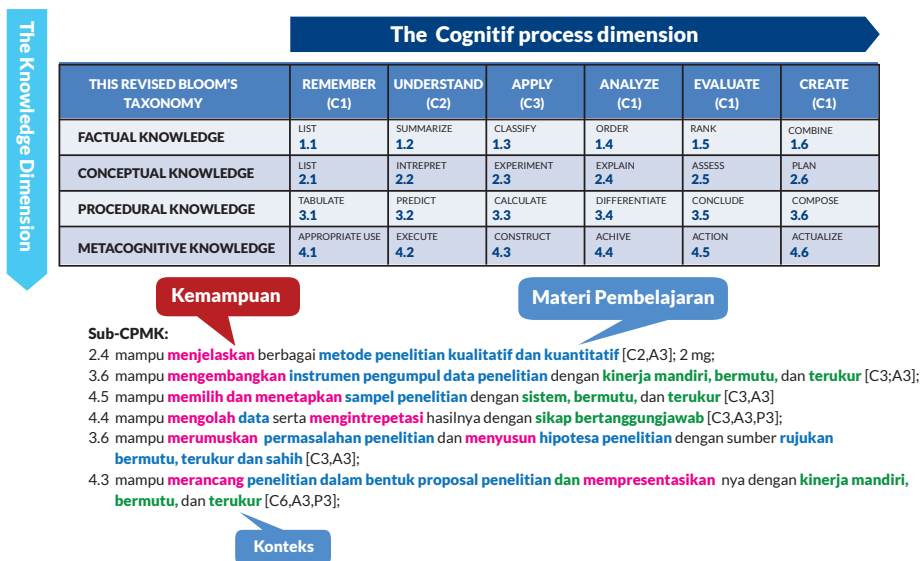 The Knowledge Dimension
The Cognitif process dimension
THIS REVISED BLOOM'S TAXONOMY REMEMBER (C1) UNDERSTAND (C2) APPLY (C3) ANALYZE (C1) EVALUATE (C1) CREATE (C1)
FACTUAL KNOWLEDGE LIST 1.1 SUMMARIZE 1.2 CLASSIFY 1.3 ORDER 1.4 RANK 1.5 COMBINE 1.6
CONCEPTUAL KNOWLEDGE LIST 2.1 INTREPRET 2.2 EXPERIMENT 2.3 EXPLAIN 2.4 ASSESS 2.5 PLAN 2.6
PROCEDURAL KNOWLEDGE TABULATE 3.1 PREDICT 3.2 CALCULATE 3.3 DIFFERENTIATE 3.4 CONCLUDE 3.5 COMPOSE 3.6
METACOGNITIVE KNOWLEDGE APPROPRIATE USE 4.1 EXECUTE 4.2 CONSTRUCT 4.3 ACHIVE 4.4 ACTION 4.5 ACTUALIZE 4.6
Kemampuan
Materi Pembelajaran
Sub-CPMK:
2.4 mampu menjelaskan berbagai metode penelitian kualitatif dan kuantitatif [C2,A3]; 2 mg;
3.6 mampu mengembangkan instrumen pengumpul data penelitian dengan kinerja mandiri, bermutu, dan terukur [C3;A3];
4.5 mampu memilih dan menetapkan sampel penelitian dengan sistem, bermutu, dan terukur [C3,A3]
4.4 mampu mengolah data serta mengintrepetasi hasilnya dengan sikap bertanggungjawab [C3,A3,P3];
3.6 mampu merumuskan permasalahan penelitian dan menyusun hipotesa penelitian dengan sumber rujukan
bermutu, terukur dan sahih [C3,A3];
4.3 mampu merancang penelitian dalam bentuk proposal penelitian dan mempresentasikan nya dengan kinerja mandiri,
bermutu, dan terukur [C6,A3,P3];
Konteks